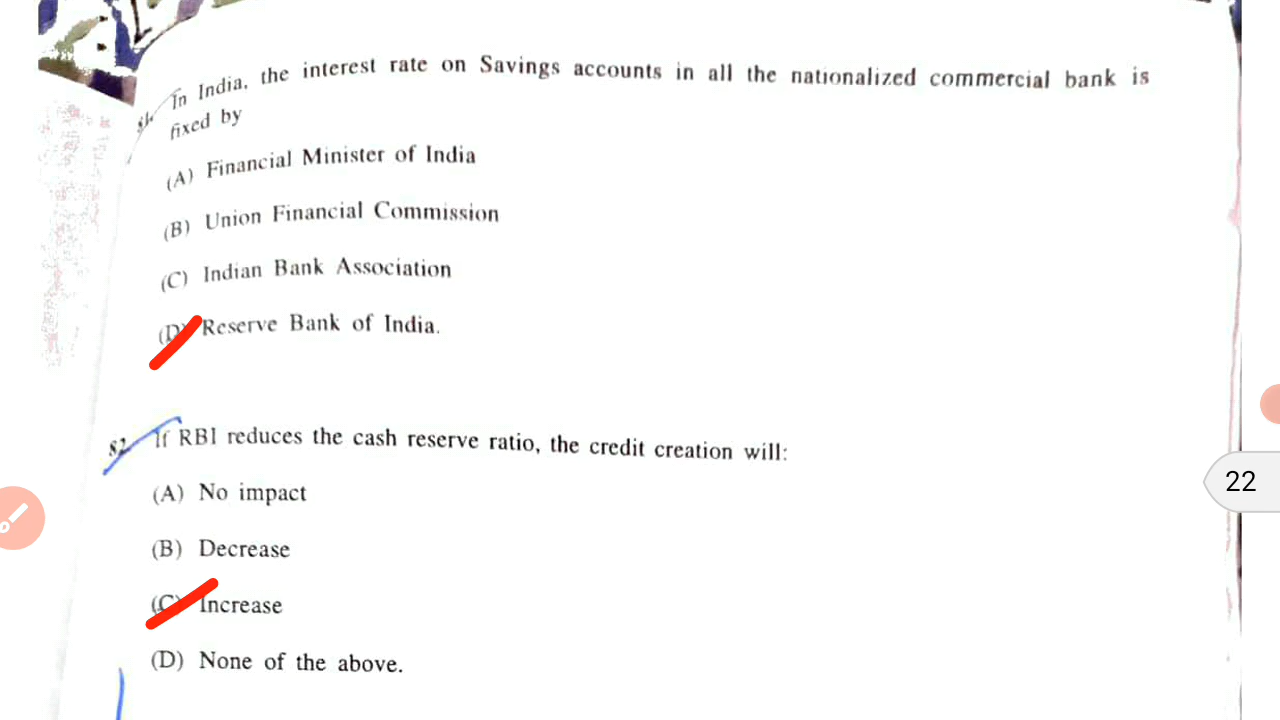 81. In India, the interest rate on Savings accounts in all the nationalized commercial bank is
fixed by
(A) Financial Minister of India
(B) Union Financial Commission
(C) Indian Bank Association
(D) Reserve Bank of India.
82. If RBI reduces the cash reserve ratio, the credit creation will:
(A) No impact
(B) Decrease
(C) Increase
(D) None of the above.
22